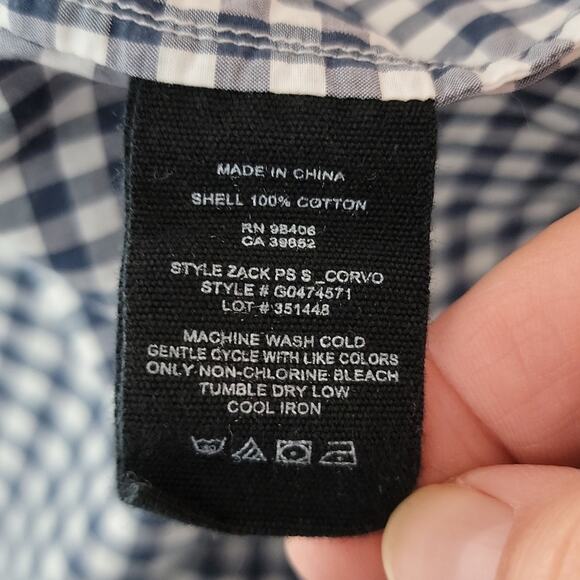 MADE IN CHINA
SHELL 100% COTTON
RN 98406
CA 39652
STYLE ZACK PS S_CORVO
STYLE # G0474571
LOT # 351448
MACHINE WASH COLD
GENTLE CYCLE WITH LIKE COLORS
ONLY NON-CHLORINE BLEACH
TUMBLE DRY LOW
COOL IRON